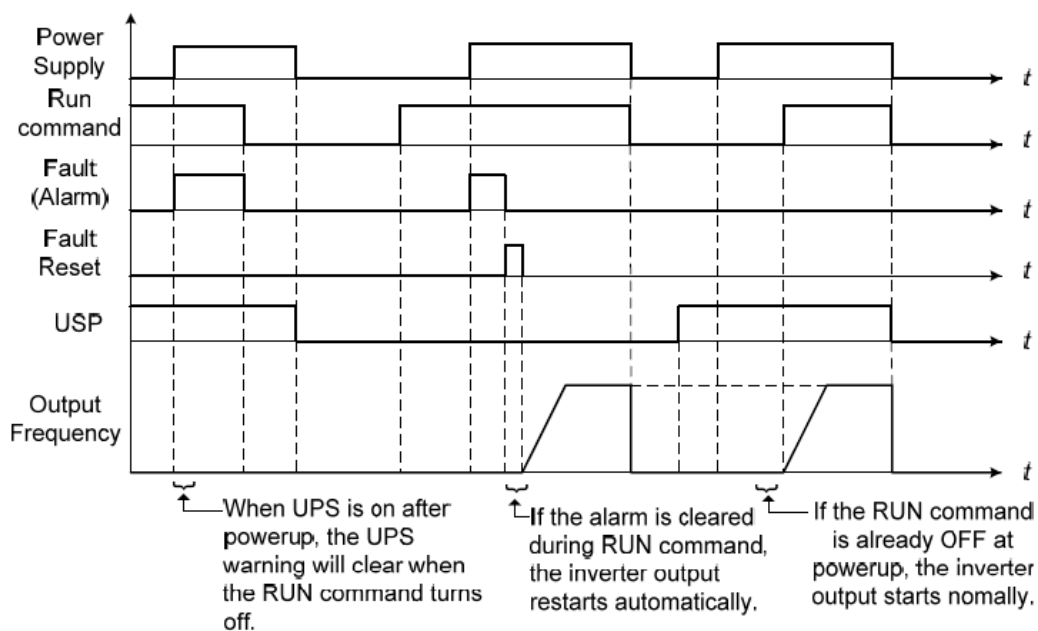 Power
Supply
t
Run
command
t
Fault
(Alarm)
t
Fault
Reset
t
USP
t
Output
Frequency
t
When UPS is on after
powerup, the UPS
warning will clear when
the RUN command turns
off.
If the alarm is cleared
during RUN command,
the inverter output
restarts automatically.
If the RUN command
is already OFF at
powerup, the inverter
output starts nomally.